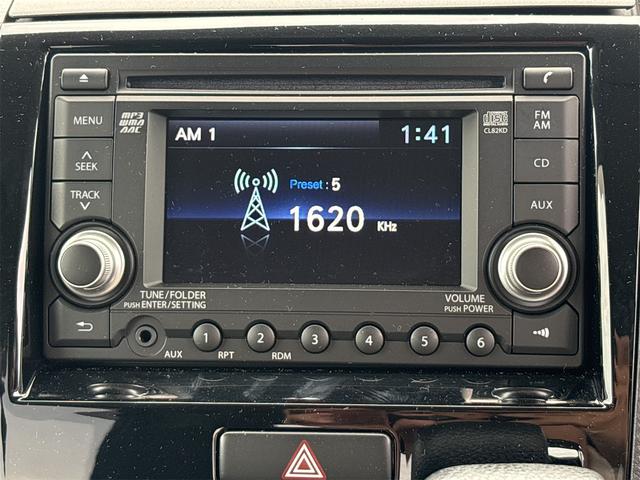 MENU
SEEK
TRACK
MP3
WMA
AAC
AM 1
1:41
Preset : 5
1620 KHz
DISC
CL82KD
FM
AM
CD
AUX
TUNE/FOLDER
PUSH ENTER/SETTING
VOLUME
PUSH POWER
AUX
1 RPT 2 RDM 3 4 5 6